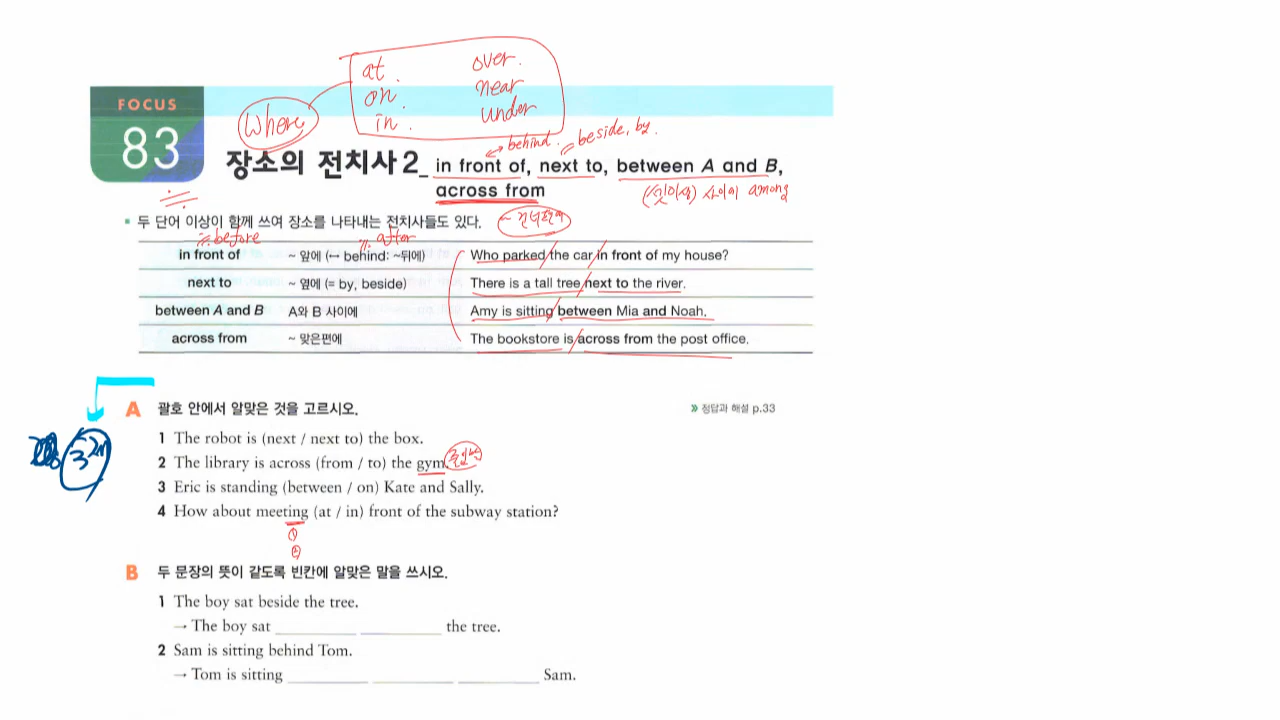 at over.
on near
in under
where
FOCUS
83
behind. beside, by.
장소의 전치사 2_ in front of, next to, between A and B,
across from
(셋이상) 사이에 among
두 단어 이상이 함께 쓰여 장소를 나타내는 전치사들도 있다.
~ 건너편에
before after
in front of ~ 앞에 (↔ behind: ~뒤에) Who parked the car in front of my house?
next to ~ 옆에 (= by, beside) There is a tall tree next to the river.
between A and B A와 B 사이에 Amy is sitting between Mia and Noah.
across from ~ 맞은편에 The bookstore is across from the post office.
A 괄호 안에서 알맞은 것을 고르시오. » 정답과 해설 p.33
1 The robot is (next / next to) the box.
2 The library is across (from / to) the gym.
3 Eric is standing (between / on) Kate and Sally.
4 How about meeting (at / in) front of the subway station?
①
②
B 두 문장의 뜻이 같도록 빈칸에 알맞은 말을 쓰시오.
1 The boy sat beside the tree.
→ The boy sat the tree.
2 Sam is sitting behind Tom.
→ Tom is sitting Sam.